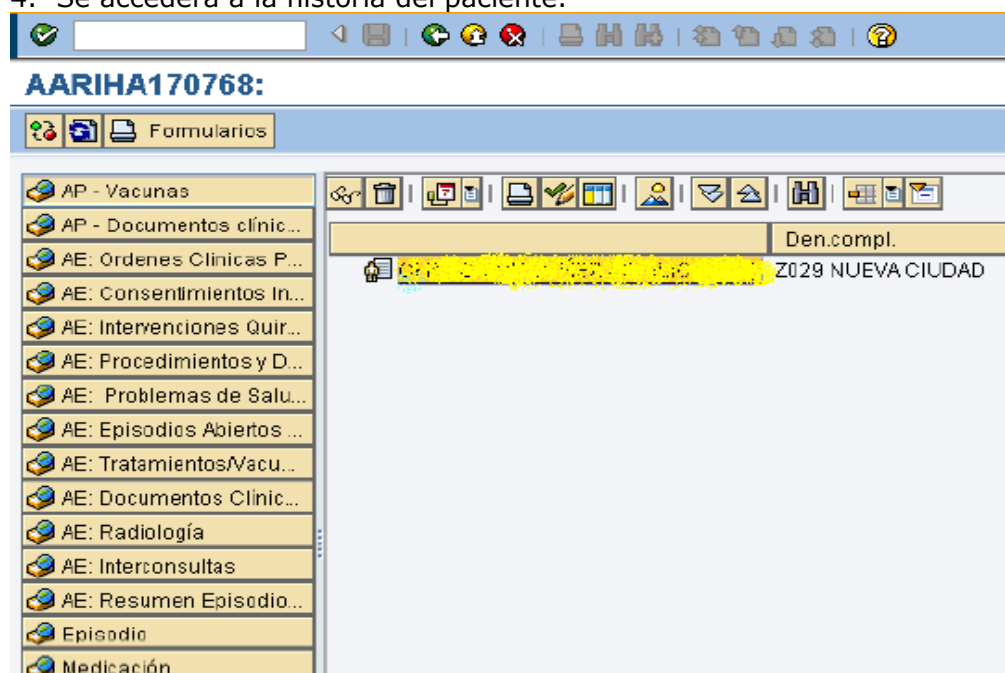 4. Se accederá a la historia del paciente.
AARIHA170768:
Formularios
AP - Vacunas
AP - Documentos clínic...
AE: Ordenes Clinicas P...
AE: Consentimientos In...
AE: Intervenciones Quir...
AE: Procedimientos y D...
AE: Problemas de Salu...
AE: Episodios Abiertos ...
AE: Tratamientos/Vacu...
AE: Documentos Clínic...
AE: Radiología
AE: Interconsultas
AE: Resumen Episodio...
Episodio
Medicación
Den.compl.
Z029 NUEVA CIUDAD